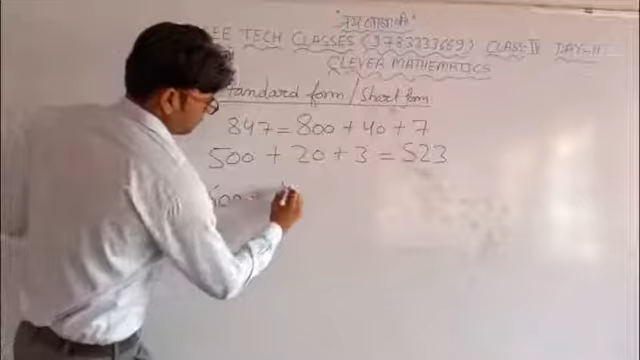 TECH CLASSES (9733333669) CLASS-IV DAY-11
CLEVER MATHEMATICS
Standard form / Short form
847 = 800 + 40 + 7
500 + 20 + 3 = 523